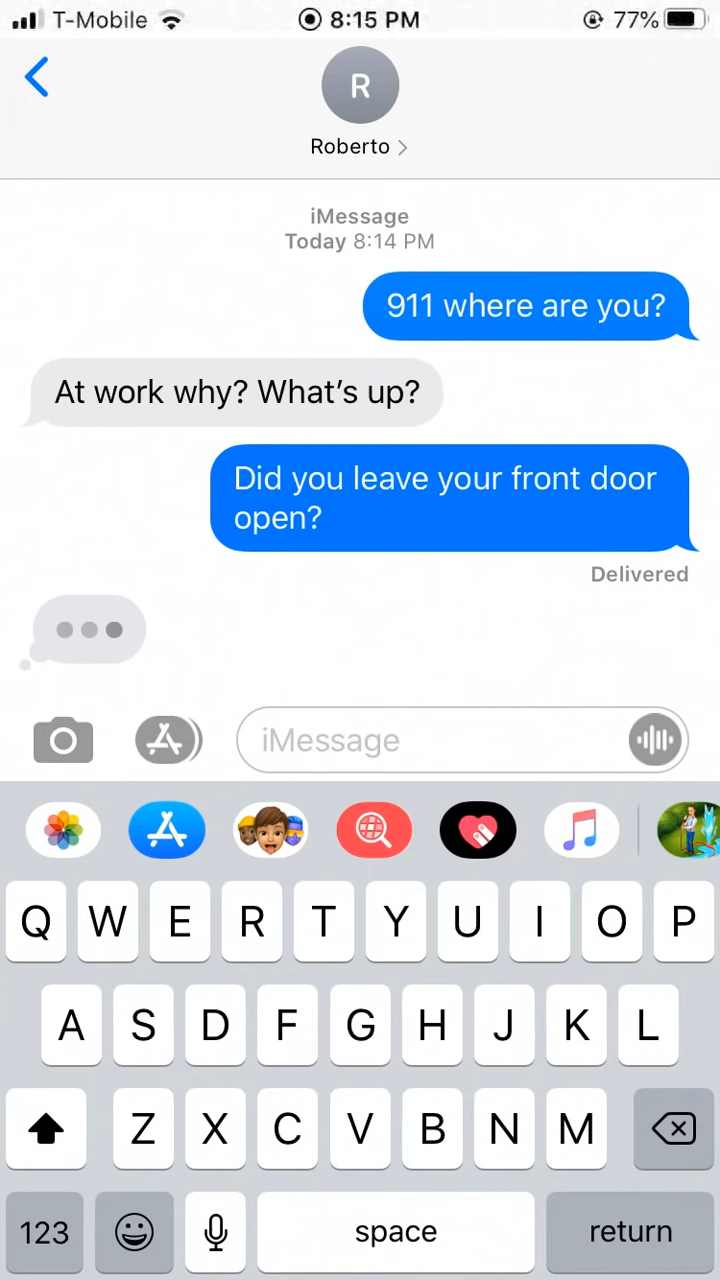 T-Mobile 8:15 PM 77%
R
Roberto
iMessage
Today 8:14 PM
911 where are you?
At work why? What's up?
Did you leave your front door
open?
Delivered
iMessage
Q W E R T Y U I O P
A S D F G H J K L
Z X C V B N M
123 space return